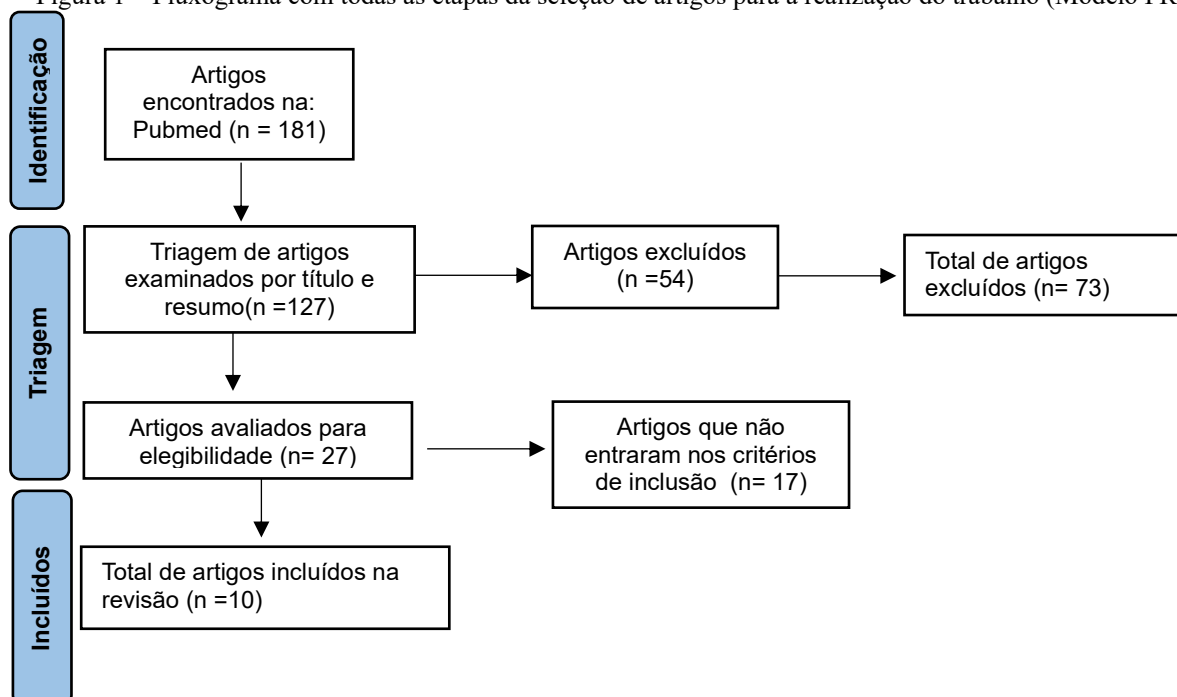 Figura 1 – Fluxograma com todas as etapas da seleção de artigos para a realização do trabalho (Modelo
Identificação
Artigos
encontrados na:
Pubmed (n = 181)
Triagem
Triagem de artigos
examinados por título e
resumo(n =127)
Artigos excluídos
(n =54)
Total de artigos
excluídos (n= 73)
Artigos avaliados para
elegibilidade (n= 27)
Artigos que não
entraram nos critérios
de inclusão (n= 17)
Incluídos
Total de artigos incluídos na
revisão (n =10)